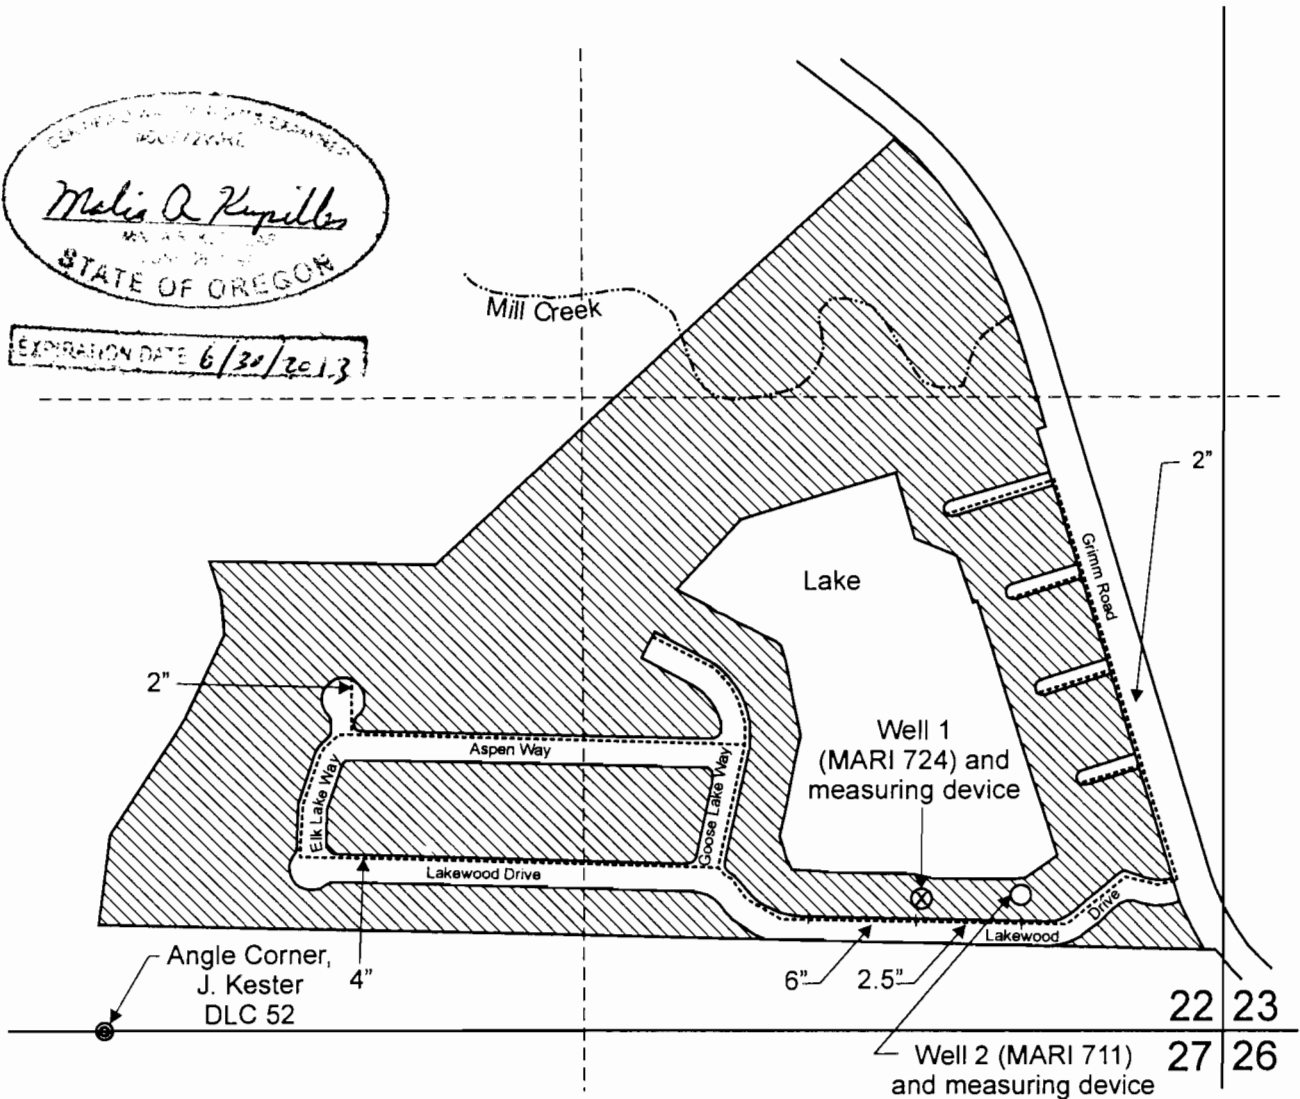 STATE OF OREGON
EXPIRATION DATE 6/30/2013
Mill Creek
2"
Grimm Road
Lake
2"
Well 1
(MARI 724) and
measuring device
Aspen Way
Elk Lake Way
Goose Lake Way
Lakewood Drive
Drive
Lakewood
Angle Corner,
J. Kester
DLC 52
4"
6"
2.5"
22 23
27 26
Well 2 (MARI 711)
and measuring device